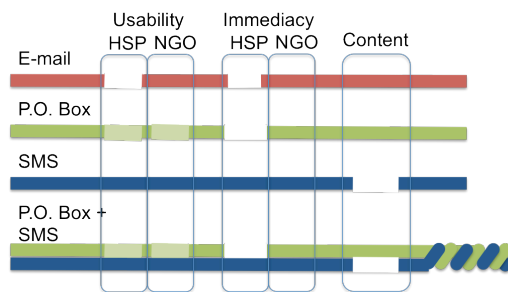 Usability Immediacy
HSP NGO HSP NGO Content
E-mail
P.O. Box
SMS
P.O. Box +
SMS